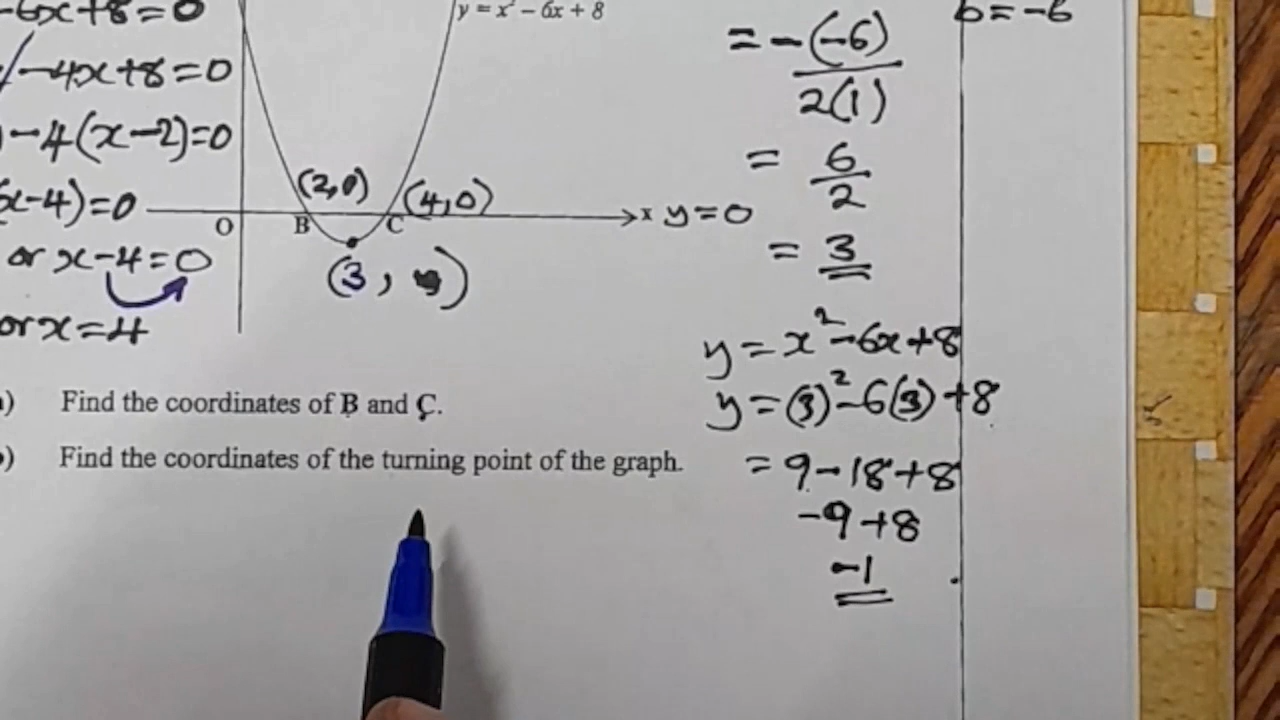 -6x+8=0
-4x+8=0
-4(x-2)=0
(x-4)=0
or x-4=0
or x=4
y = x² - 6x + 8
(2,0)
(4,0)
O
B
C
x y=0
(3,
) Find the coordinates of B and C.
) Find the coordinates of the turning point of the graph.
b=-6
= -(-6)
2(1)
= 6
2
= 3
y = x²-6x+8
y = (3)²-6(3)+8
= 9-18+8
-9+8
-1